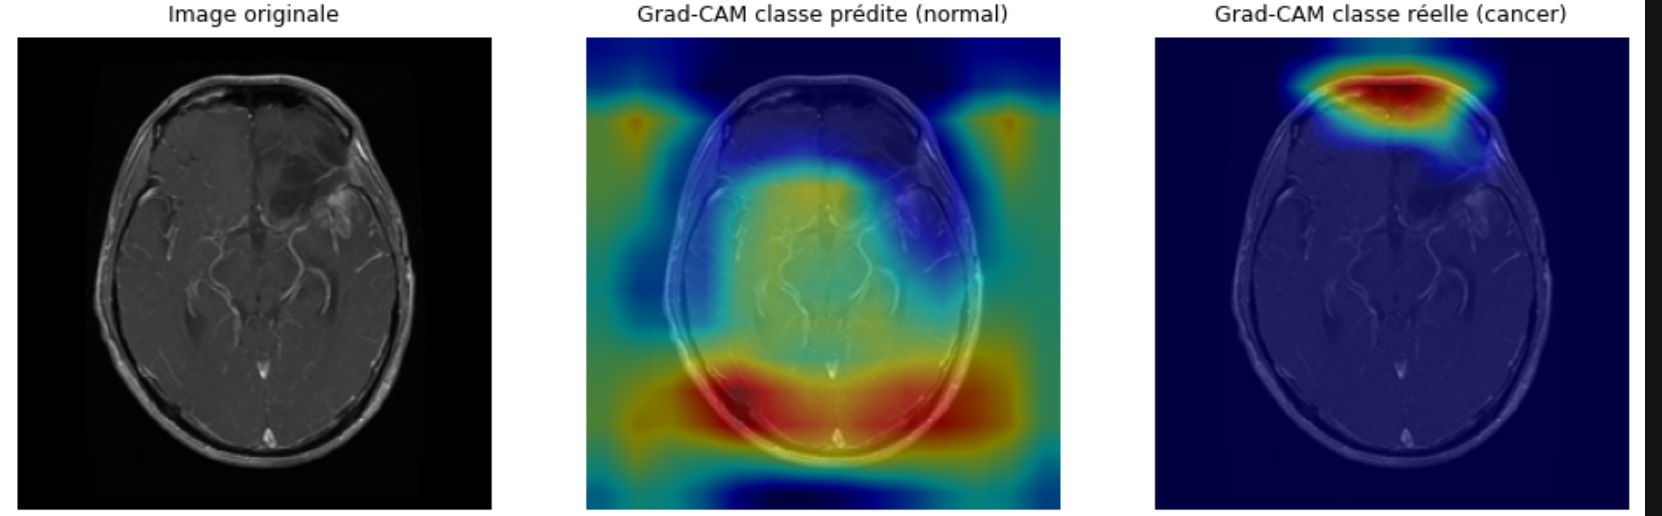 Image originale
Grad-CAM classe prédite (normal)
Grad-CAM classe réelle (cancer)